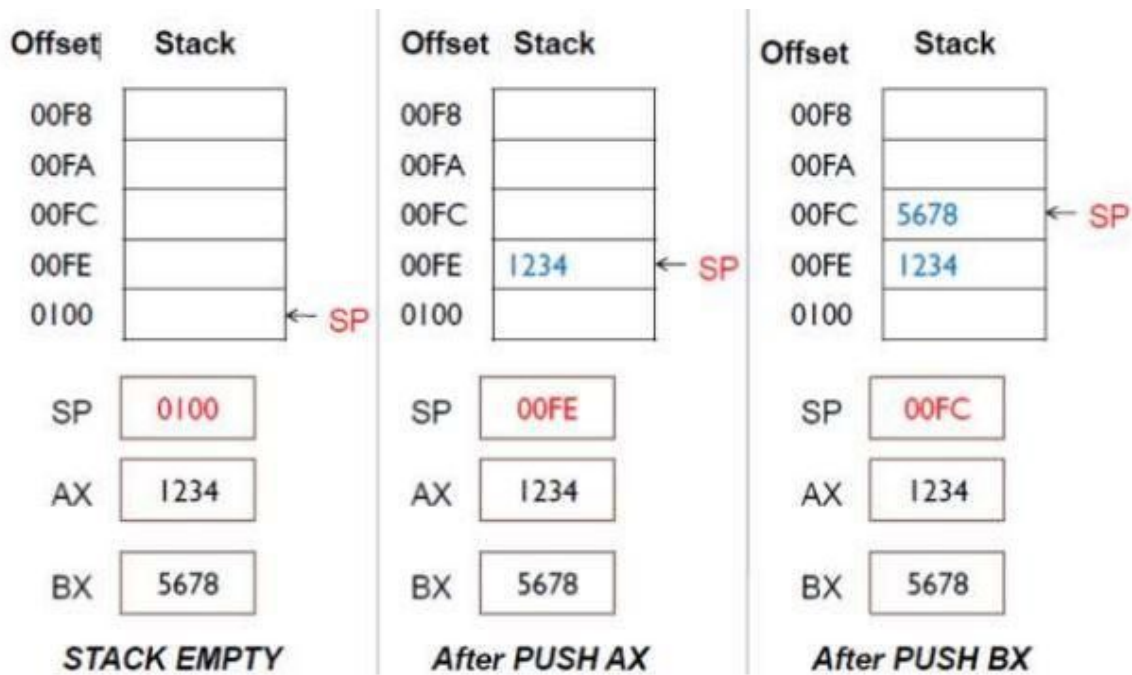 Offset Stack
00F8
00FA
00FC
00FE
0100 ← SP
SP 0100
AX 1234
BX 5678
STACK EMPTY
Offset Stack
00F8
00FA
00FC
00FE 1234 ← SP
0100
SP 00FE
AX 1234
BX 5678
After PUSH AX
Offset Stack
00F8
00FA
00FC 5678 ← SP
00FE 1234
0100
SP 00FC
AX 1234
BX 5678
After PUSH BX